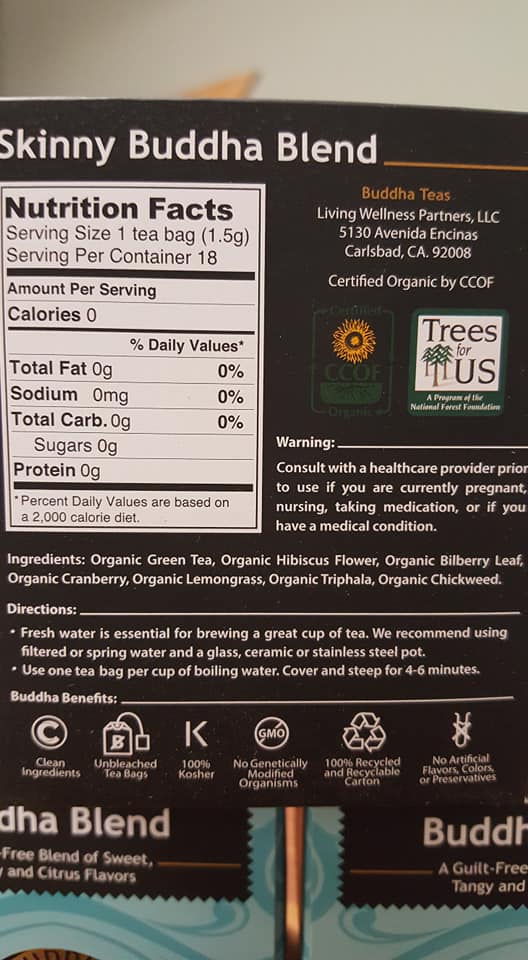 Skinny Buddha Blend
Nutrition Facts
Serving Size 1 tea bag (1.5g)
Serving Per Container 18
Amount Per Serving
Calories 0
% Daily Values*
Total Fat 0g 0%
Sodium 0mg 0%
Total Carb. 0g 0%
Sugars 0g
Protein 0g
*Percent Daily Values are based on
a 2,000 calorie diet.
Buddha Teas
Living Wellness Partners, LLC
5130 Avenida Encinas
Carlsbad, CA. 92008
Certified Organic by CCOF
Certified
CCOF
Organic
Trees
for
US
A Program of the
National Forest Foundation
Warning:
Consult with a healthcare provider prior
to use if you are currently pregnant,
nursing, taking medication, or if you
have a medical condition.
Ingredients: Organic Green Tea, Organic Hibiscus Flower, Organic Bilberry Leaf,
Organic Cranberry, Organic Lemongrass, Organic Triphala, Organic Chickweed.
Directions:
• Fresh water is essential for brewing a great cup of tea. We recommend using
filtered or spring water and a glass, ceramic or stainless steel pot.
• Use one tea bag per cup of boiling water. Cover and steep for 4-6 minutes.
Buddha Benefits:
C
B
K
GMO
Clean
Ingredients
Unbleached
Tea Bags
100%
Kosher
No Genetically
Modified
Organisms
100% Recycled
and Recyclable
Carton
No Artificial
Flavors, Colors,
or Preservatives
dha Blend
-Free Blend of Sweet,
y and Citrus Flavors
Buddh
A Guilt-Free
Tangy and